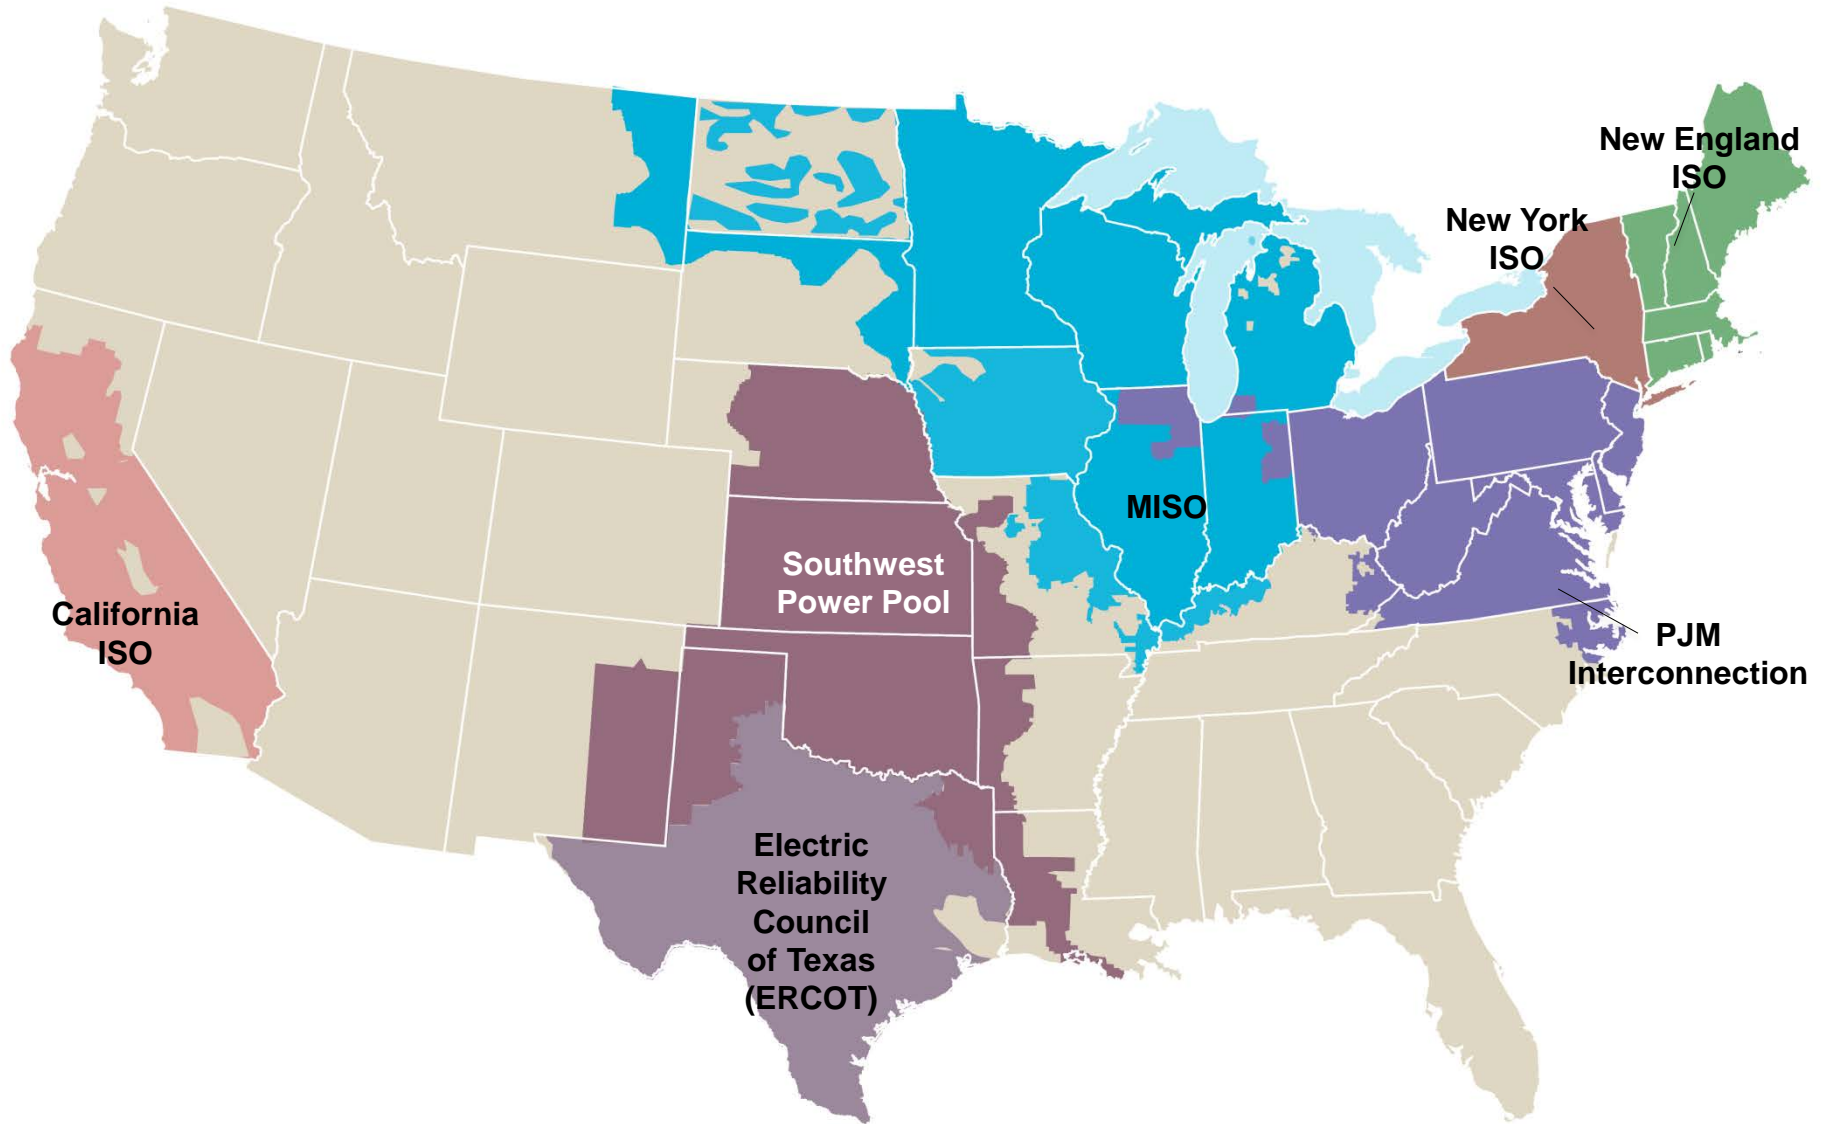 New England
ISO
New York
ISO
MISO
Southwest
Power Pool
California
ISO
PJM
Interconnection
Electric
Reliability
Council
of Texas
(ERCOT)